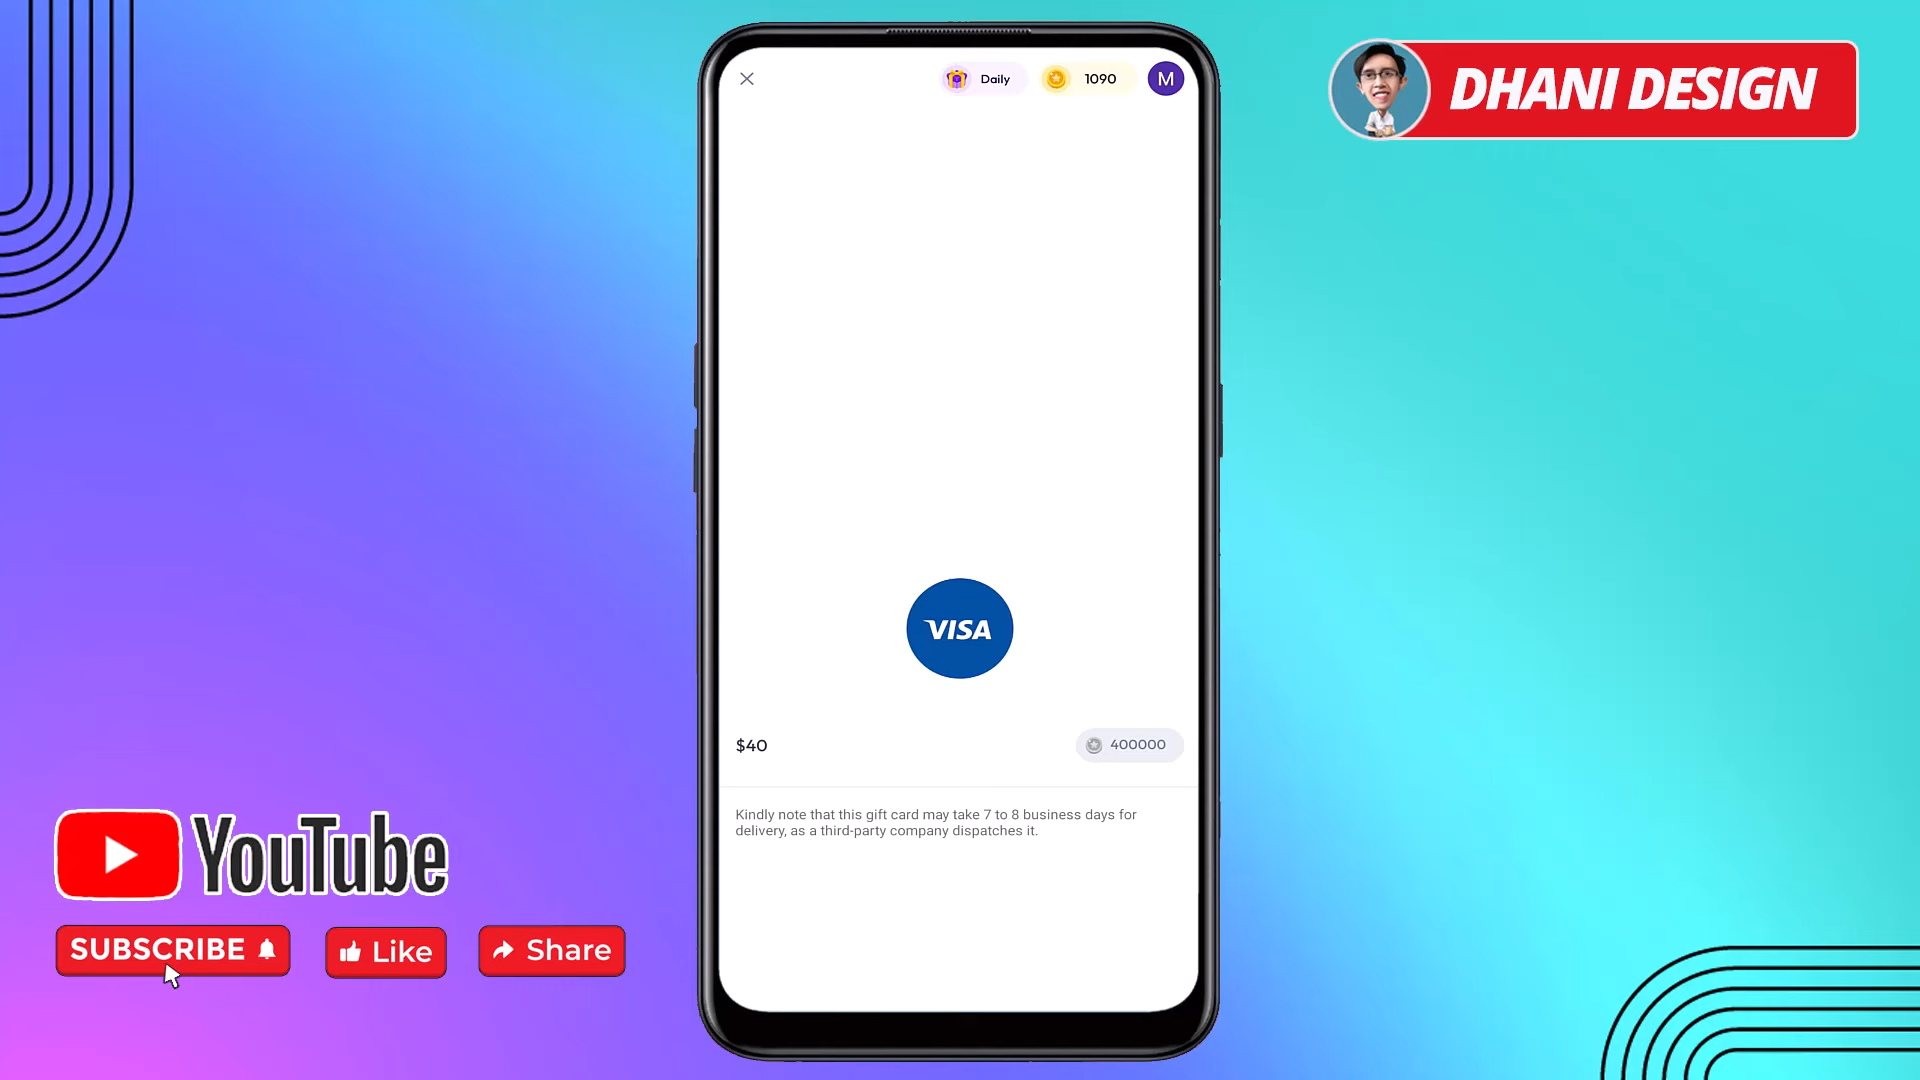 DHANI DESIGN
Daily
1090
M
VISA
$40
400000
Kindly note that this gift card may take 7 to 8 business days for
delivery, as a third-party company dispatches it.
YouTube
SUBSCRIBE
Like
Share